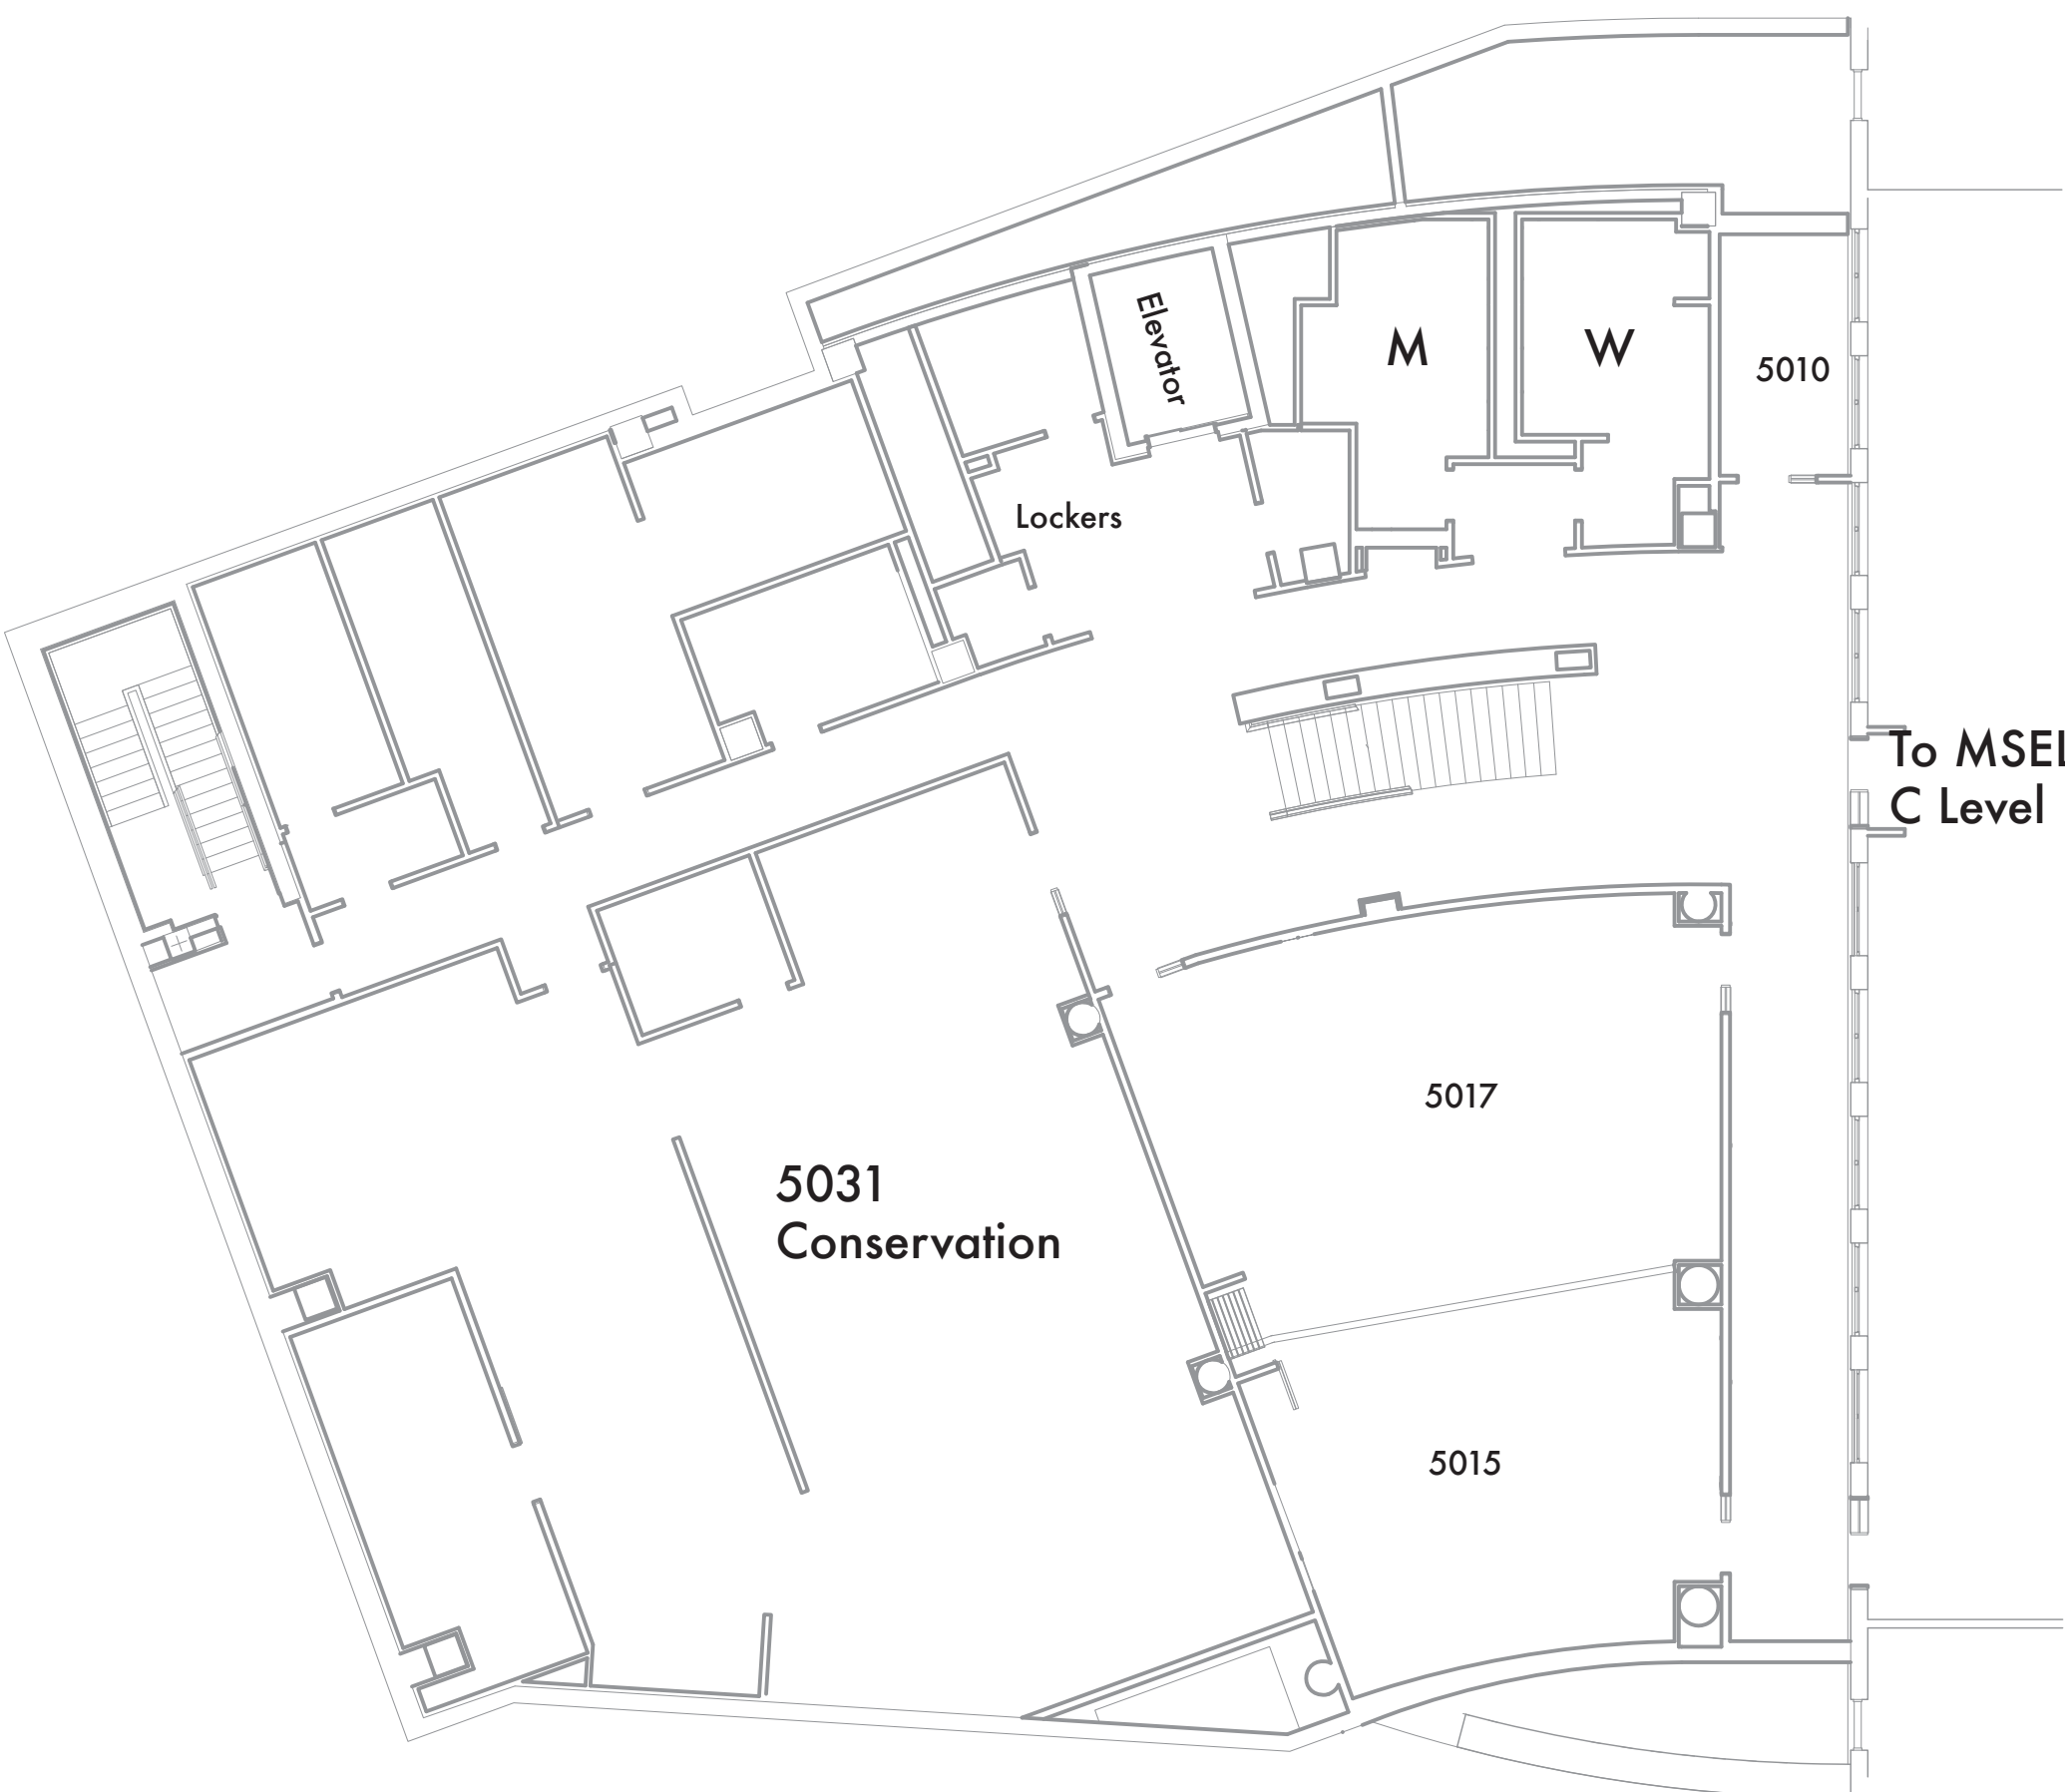 Elevator
M
W
5010
Lockers
To MSEL
C Level
5017
5031
Conservation
5015